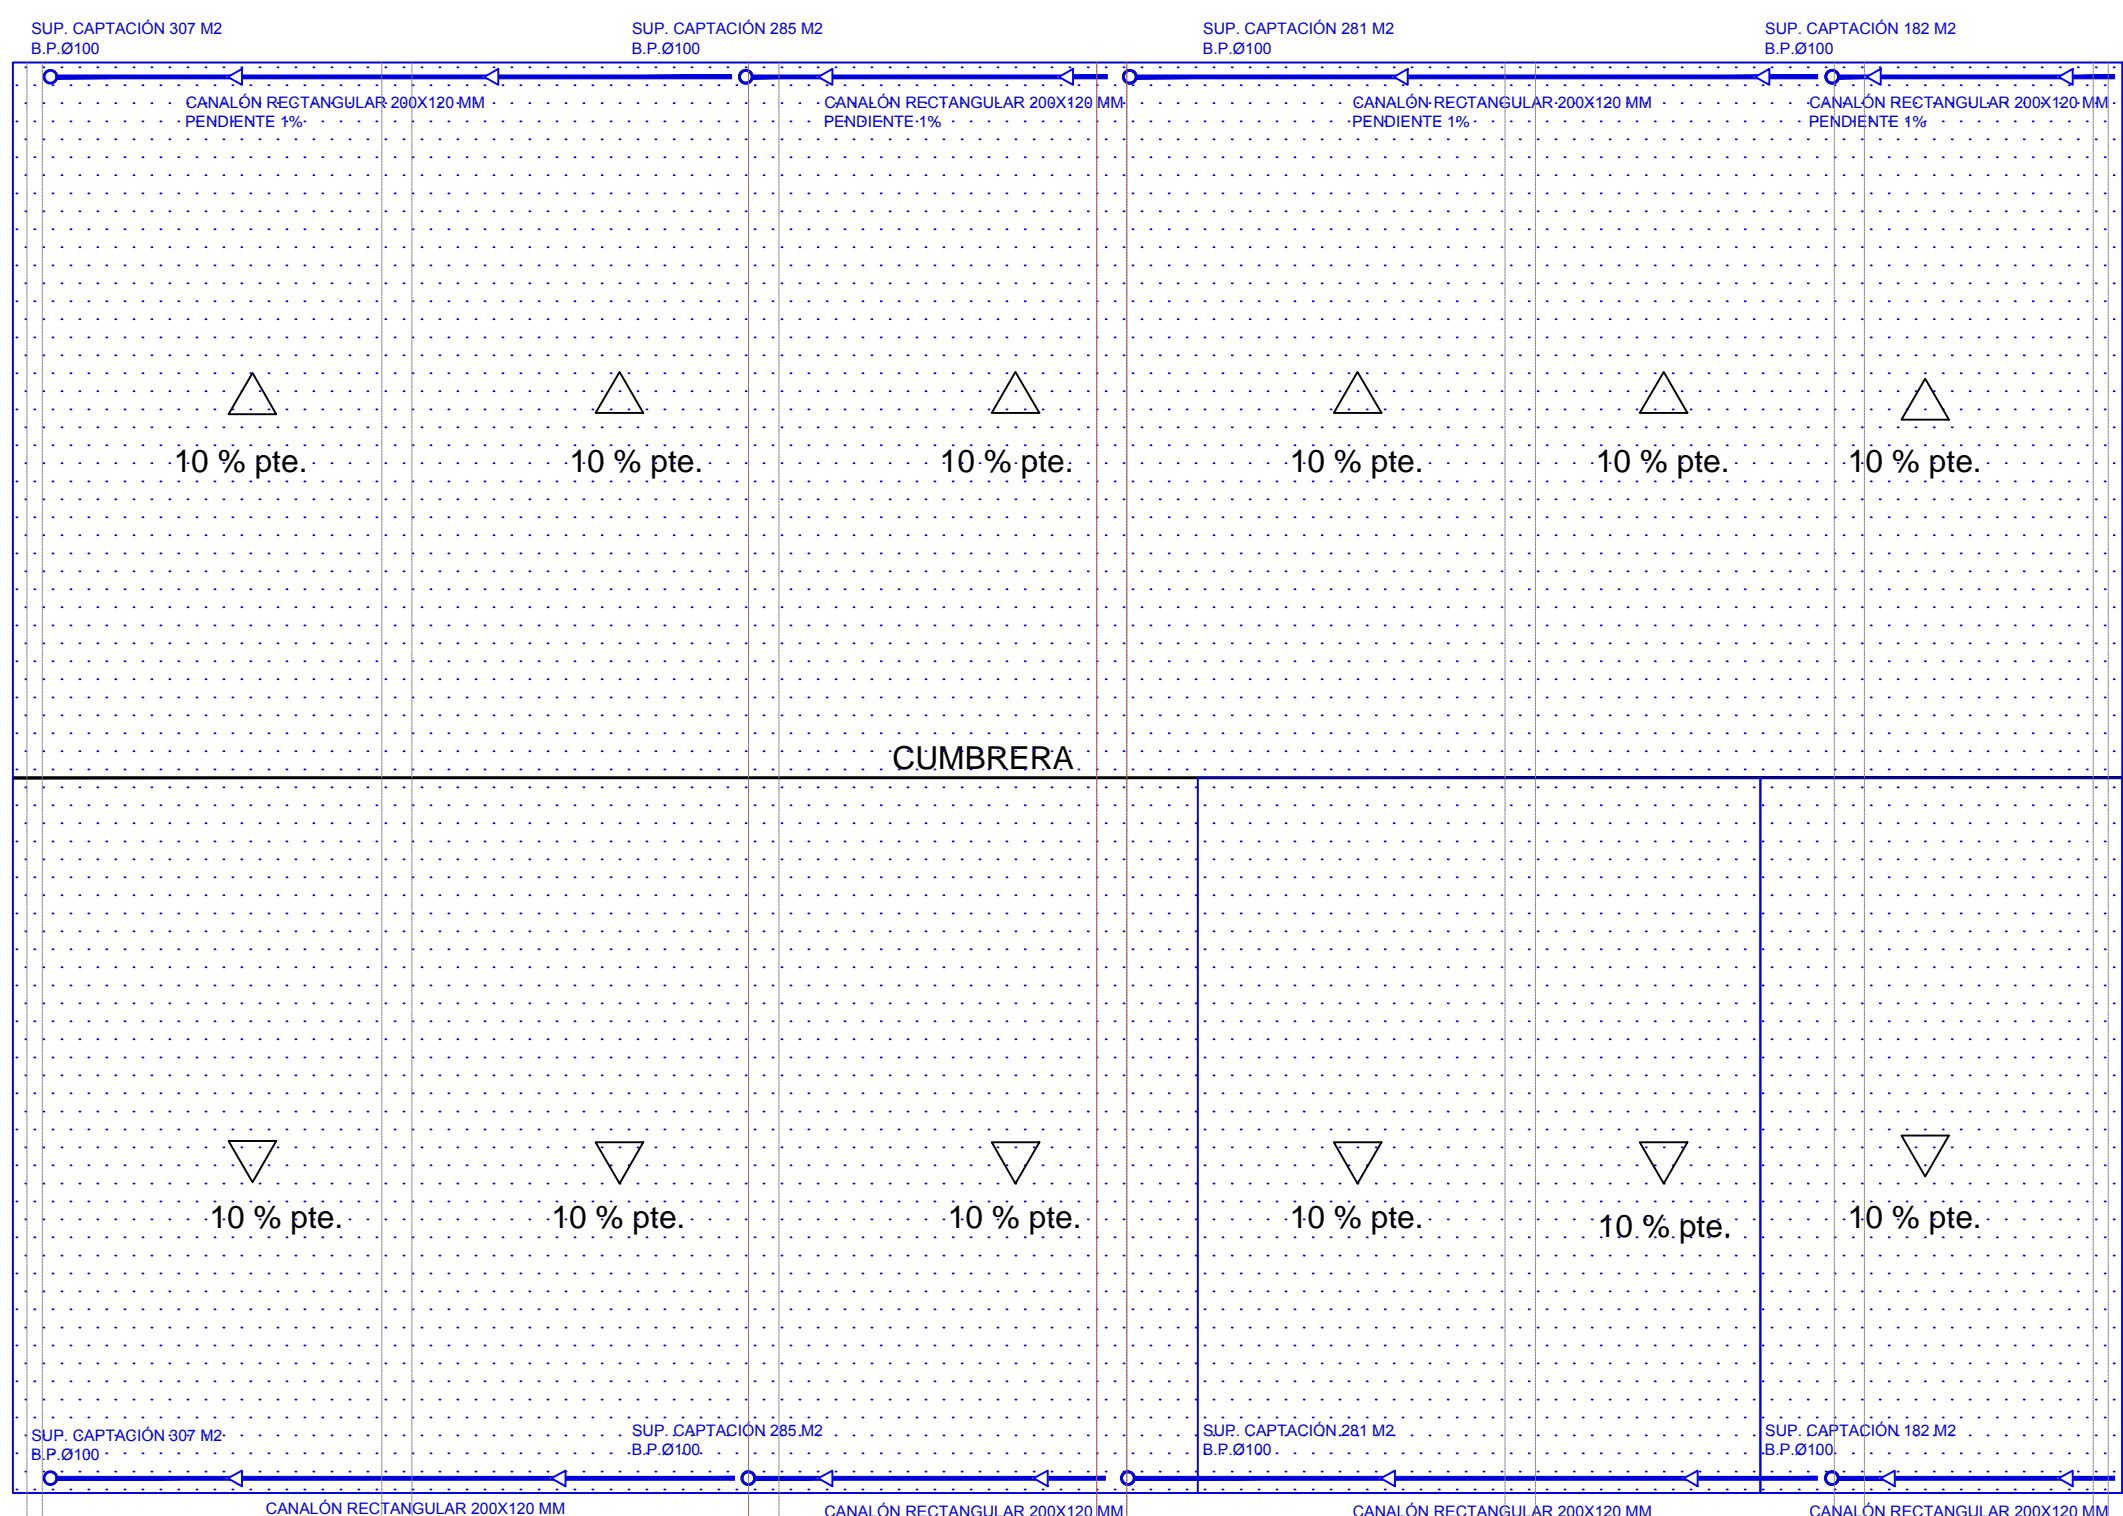 SUP. CAPTACIÓN 307 M2
B.P.Ø100
SUP. CAPTACIÓN 285 M2
B.P.Ø100
SUP. CAPTACIÓN 281 M2
B.P.Ø100
SUP. CAPTACIÓN 182 M2
B.P.Ø100
CANALÓN RECTANGULAR 200X120 MM
PENDIENTE 1%
CANALÓN RECTANGULAR 200X120 MM
PENDIENTE 1%
CANALÓN RECTANGULAR 200X120 MM
PENDIENTE 1%
CANALÓN RECTANGULAR 200X120 MM
PENDIENTE 1%
10 % pte.
10 % pte.
10 % pte.
10 % pte.
10 % pte.
10 % pte.
CUMBRERA
10 % pte.
10 % pte.
10 % pte.
10 % pte.
10 % pte.
10 % pte.
SUP. CAPTACIÓN 307 M2
B.P.Ø100
SUP. CAPTACIÓN 285 M2
B.P.Ø100
SUP. CAPTACIÓN 281 M2
B.P.Ø100
SUP. CAPTACIÓN 182 M2
B.P.Ø100
CANALÓN RECTANGULAR 200X120 MM
CANALÓN RECTANGULAR 200X120 MM
CANALÓN RECTANGULAR 200X120 MM
CANALÓN RECTANGULAR 200X120 MM